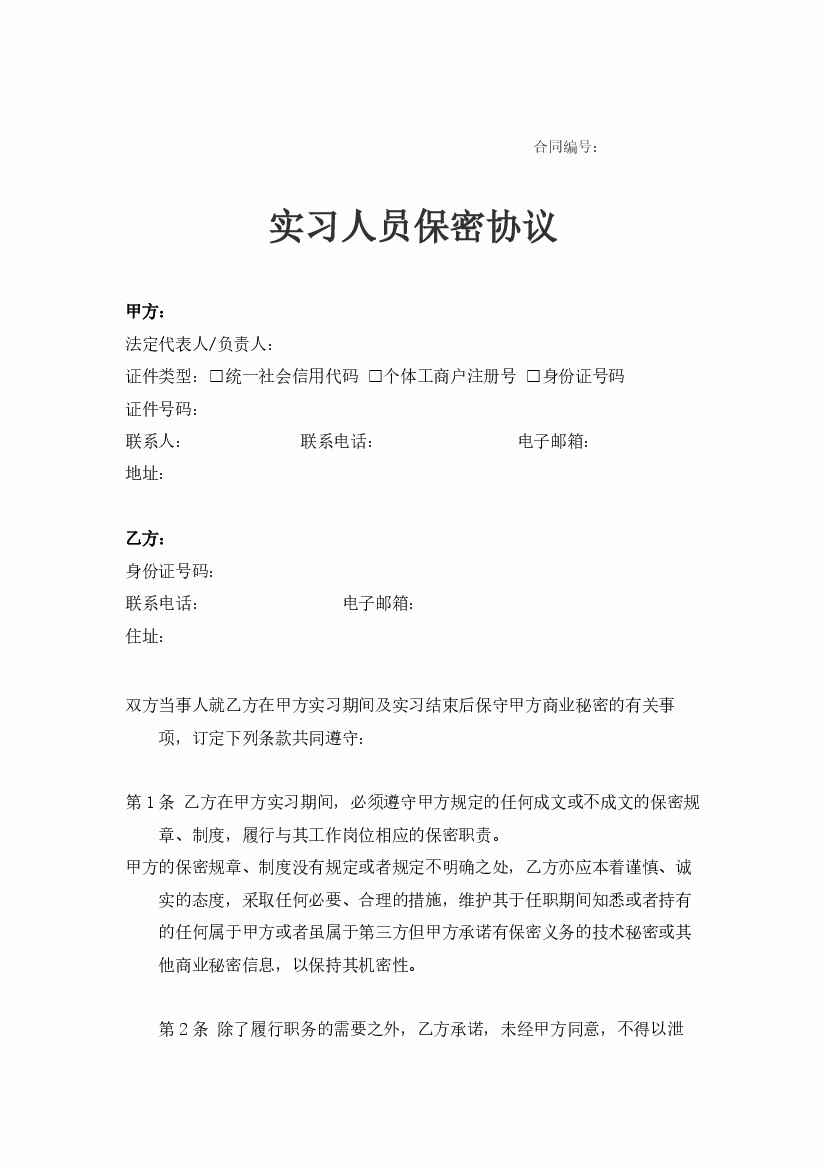 合同编号：
实习人员保密协议
甲方：
法定代表人/负责人：
证件类型：□统一社会信用代码 □个体工商户注册号 □身份证号码
证件号码：
联系人： 联系电话： 电子邮箱：
地址：
乙方：
身份证号码：
联系电话： 电子邮箱：
住址：
双方当事人就乙方在甲方实习期间及实习结束后保守甲方商业秘密的有关事
项，订定下列条款共同遵守：
第1条 乙方在甲方实习期间，必须遵守甲方规定的任何成文或不成文的保密规
章、制度，履行与其工作岗位相应的保密职责。
甲方的保密规章、制度没有规定或者规定不明确之处，乙方亦应本着谨慎、诚
实的态度，采取任何必要、合理的措施，维护其于任职期间知悉或者持有
的任何属于甲方或者虽属于第三方但甲方承诺有保密义务的技术秘密或其
他商业秘密信息，以保持其机密性。
第2条 除了履行职务的需要之外，乙方承诺，未经甲方同意，不得以泄